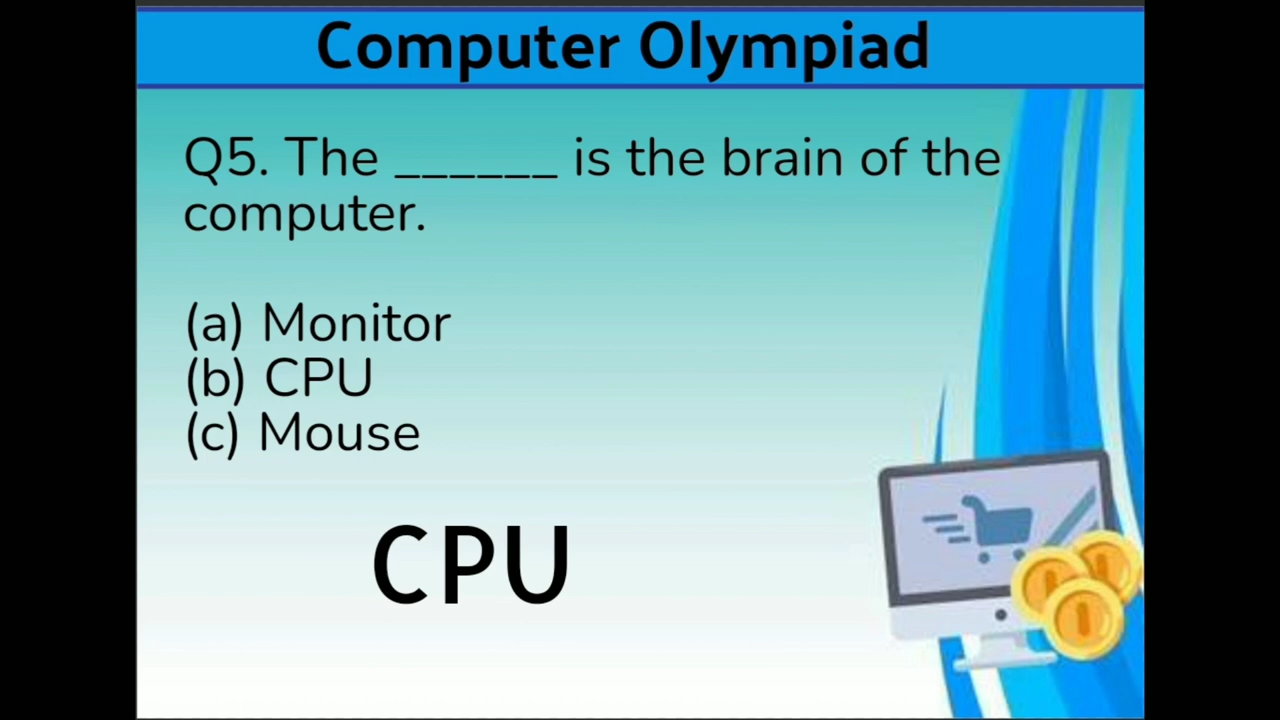 Computer Olympiad
Q5. The ______ is the brain of the
computer.
(a) Monitor
(b) CPU
(c) Mouse
CPU